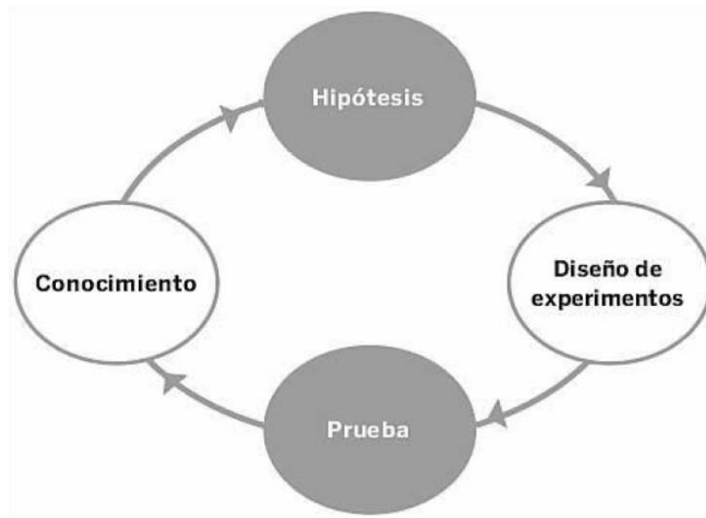 Hipótesis
Conocimiento
Diseño de
experimentos
Prueba